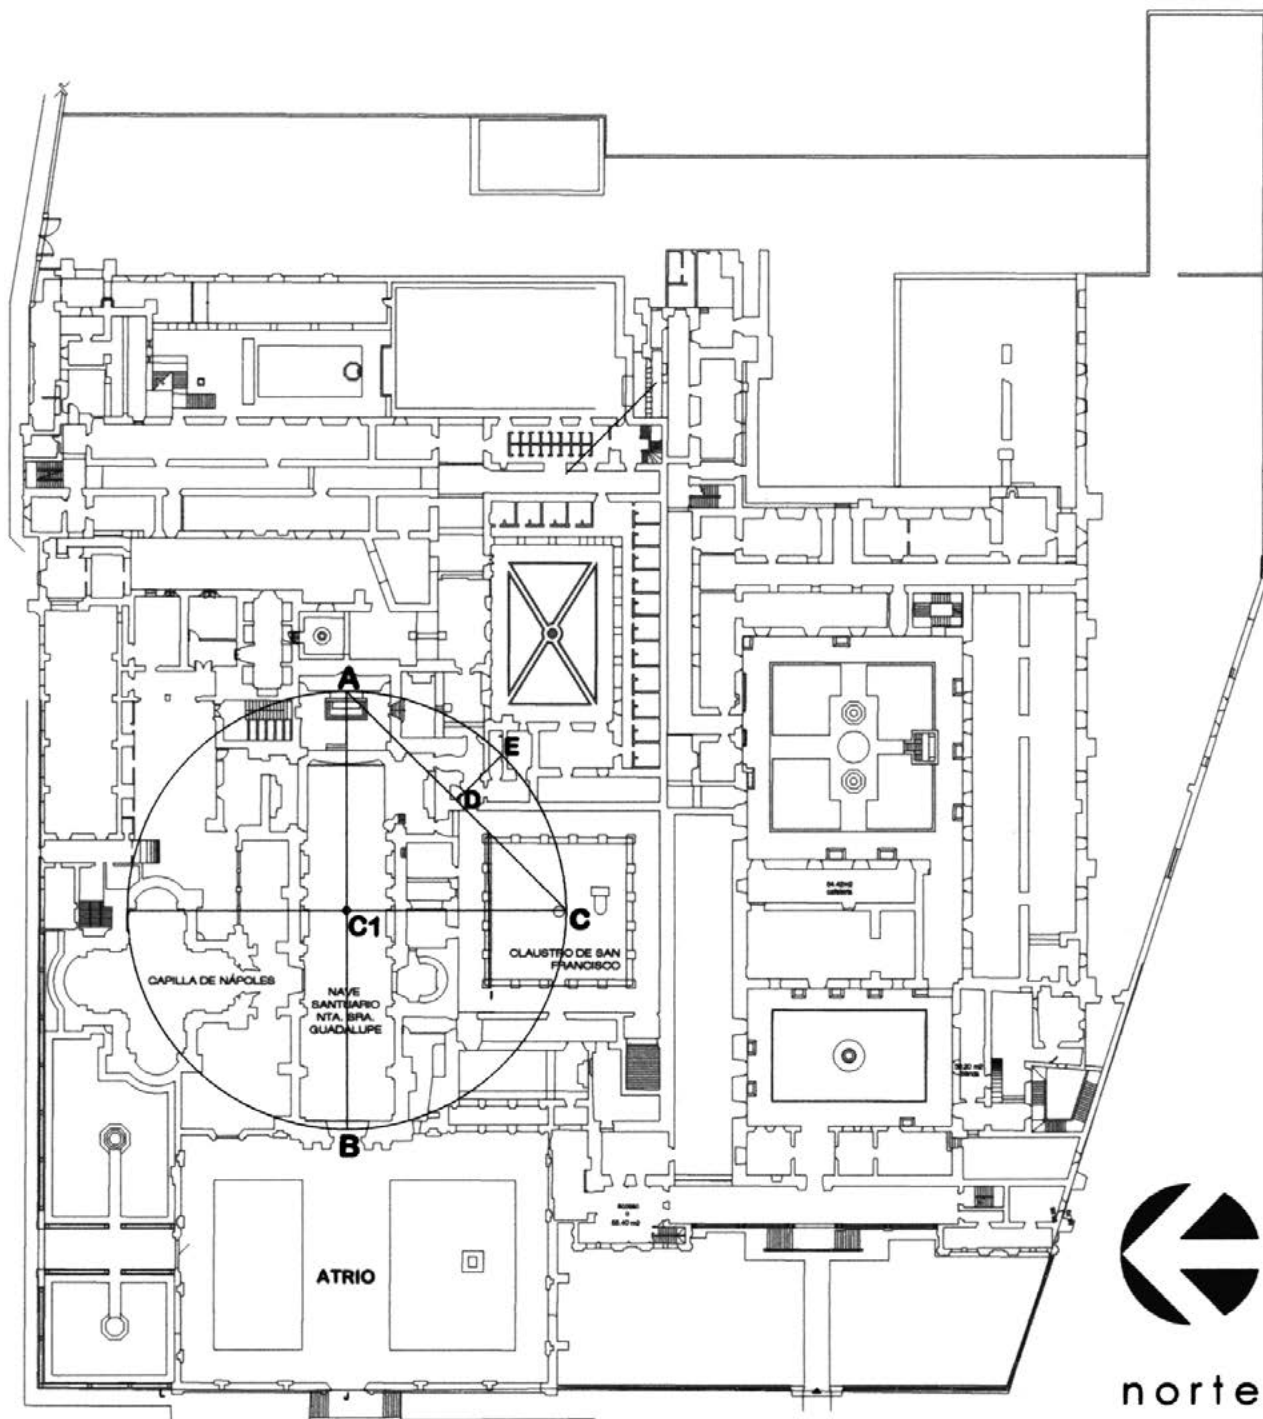 A
E
D
C1
C
CLAUSTRO DE SAN
FRANCISCO
CAPILLA DE NÁPOLES
NAVE
SANTUARIO
NTA. SRA.
GUADALUPE
B
ATRIO
norte